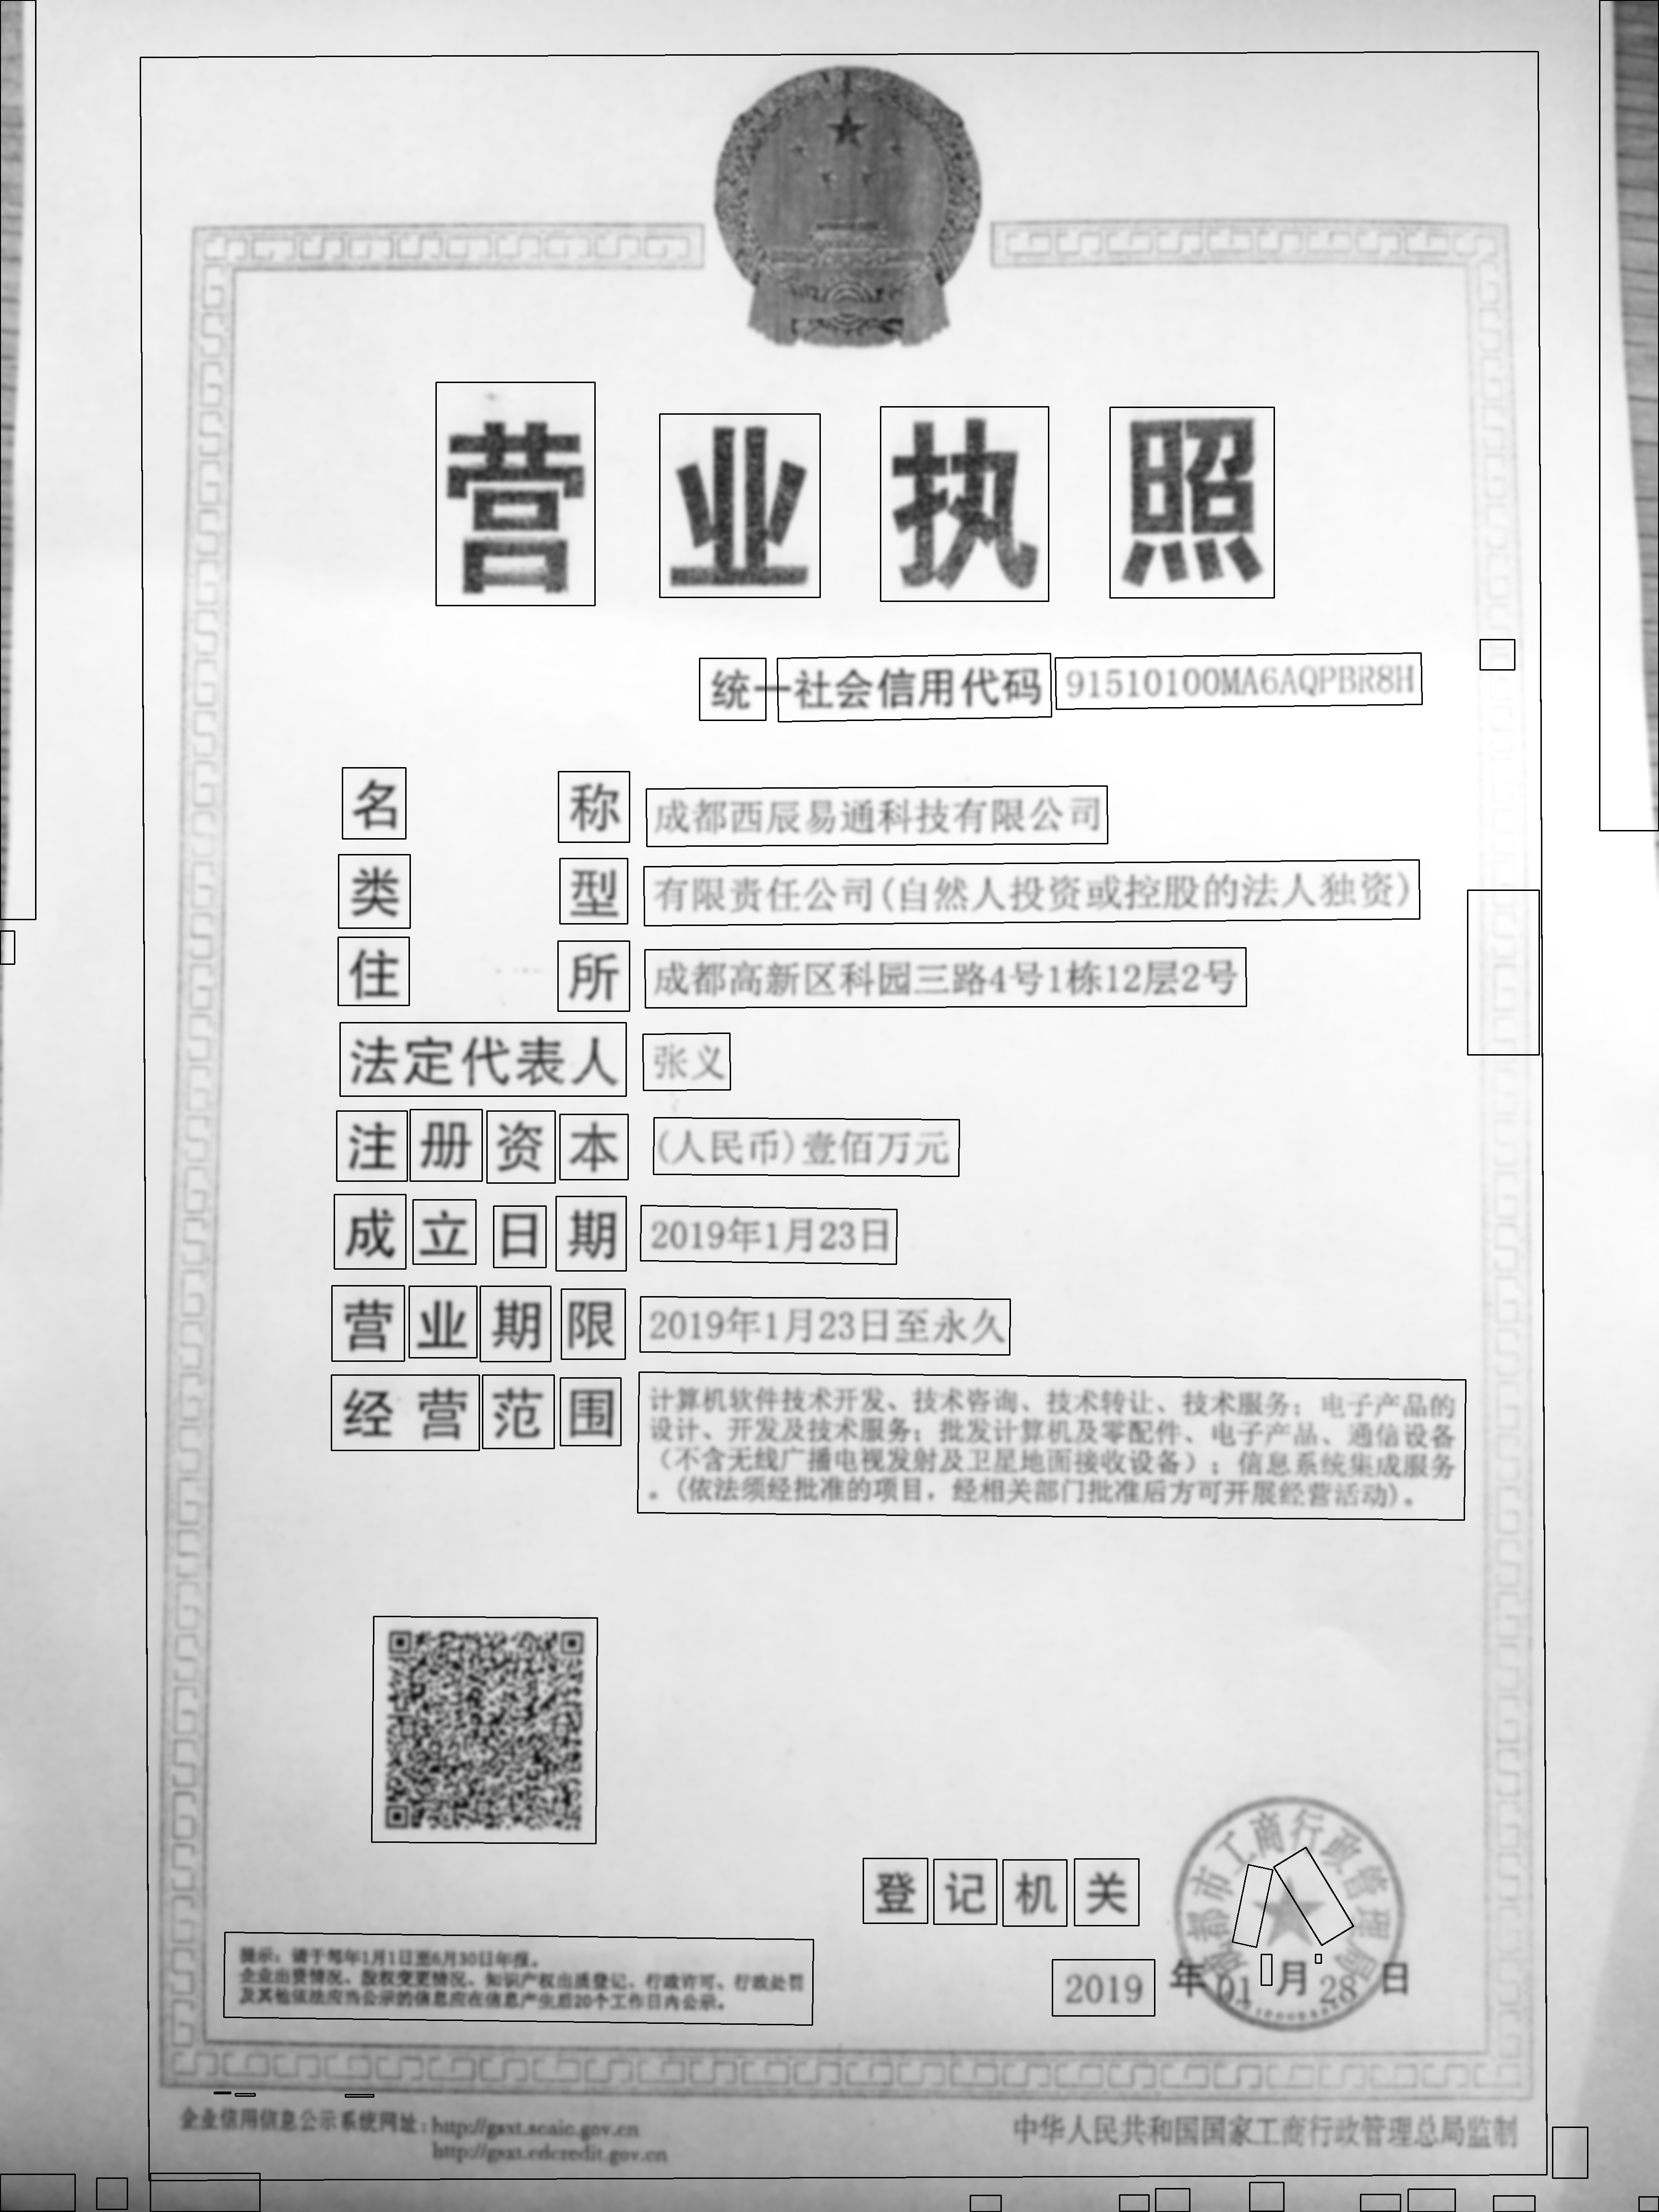 营业执照
统一社会信用代码 91510100MA6AQPBR8H
名 称 成都西辰易通科技有限公司
类 型 有限责任公司(自然人投资或控股的法人独资)
住 所 成都高新区科园三路4号1栋12层2号
法定代表人 张义
注册资本 (人民币)壹佰万元
成立日期 2019年1月23日
营业期限 2019年1月23日至永久
经营范围 计算机软件技术开发、技术咨询、技术转让、技术服务；电子产品的
设计、开发及技术服务；批发计算机及零配件、电子产品、通信设备
（不含无线广播电视发射及卫星地面接收设备）；信息系统集成服务
。(依法须经批准的项目，经相关部门批准后方可开展经营活动)。
成都市工商行政管理局
登记机关
2019 年 01 月 28 日
提示：请于每年1月1日至6月30日年报。
企业出资情况、股权变更情况、知识产权出质登记、行政许可、行政处罚
及其他依法应当公示的信息应在信息产生后20个工作日内公示。
企业信用信息公示系统网址：http://gsxt.scaic.gov.cn
http://gsxt.cdcredit.gov.cn
中华人民共和国国家工商行政管理总局监制